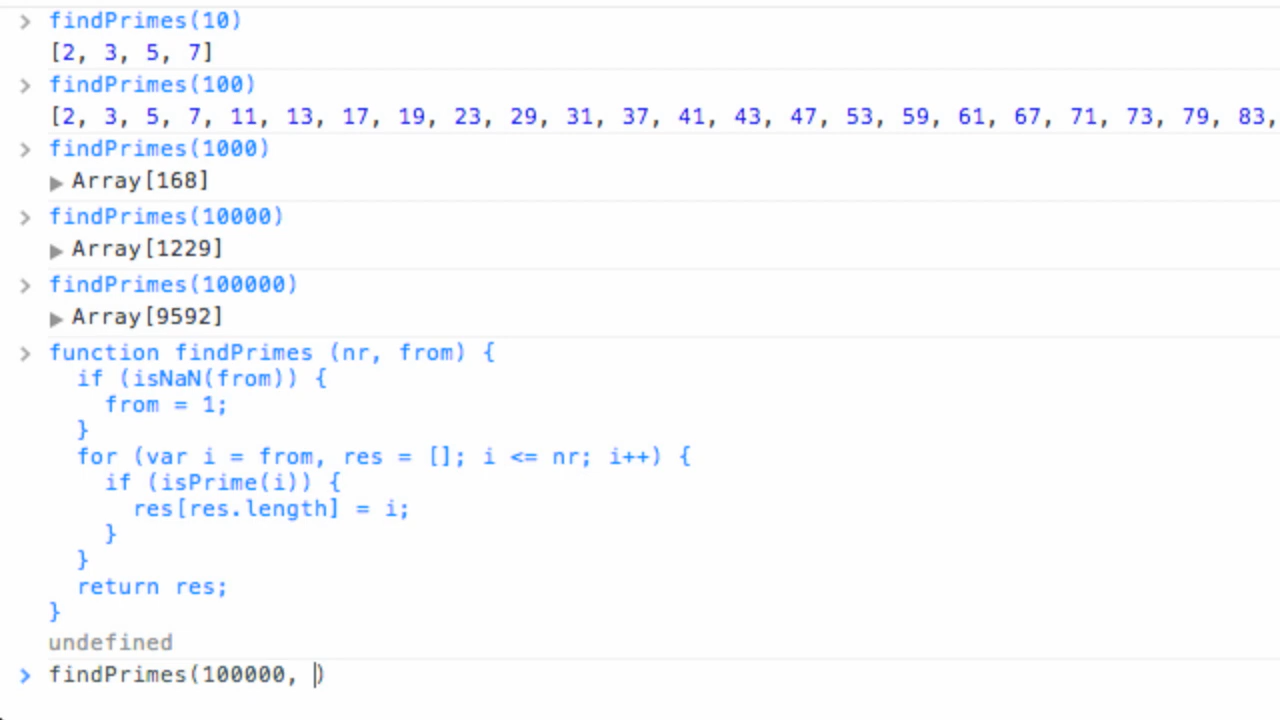 > findPrimes(10)
[2, 3, 5, 7]
> findPrimes(100)
[2, 3, 5, 7, 11, 13, 17, 19, 23, 29, 31, 37, 41, 43, 47, 53, 59, 61, 67, 71, 73, 79, 83,
> findPrimes(1000)
▶ Array[168]
> findPrimes(10000)
▶ Array[1229]
> findPrimes(100000)
▶ Array[9592]
> function findPrimes (nr, from) {
  if (isNaN(from)) {
    from = 1;
  }
  for (var i = from, res = []; i <= nr; i++) {
    if (isPrime(i)) {
      res[res.length] = i;
    }
  }
  return res;
}
undefined
> findPrimes(100000, )